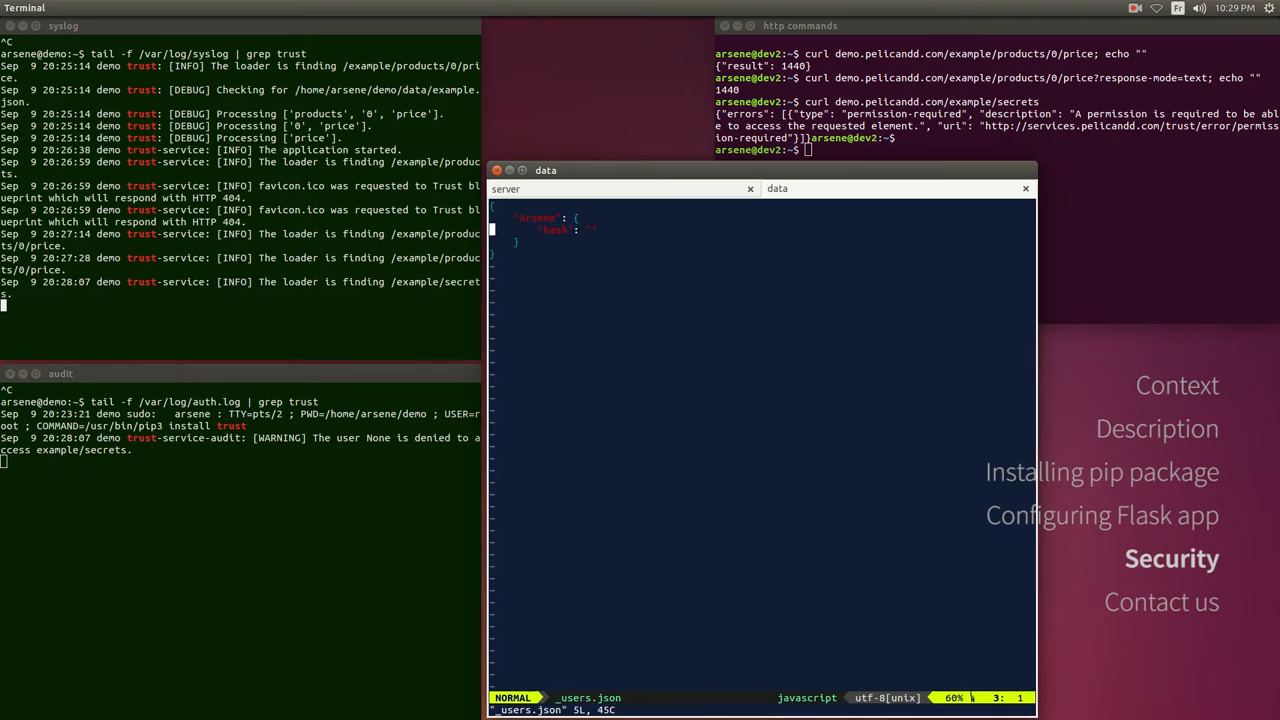 Terminal
Fr
10:29 PM
syslog
^C
arsene@demo:~$ tail -f /var/log/syslog | grep trust
Sep  9 20:25:14 demo trust: [INFO] The loader is finding /example/products/0/pri
ce.
Sep  9 20:25:14 demo trust: [DEBUG] Checking for /home/arsene/demo/data/example.
json.
Sep  9 20:25:14 demo trust: [DEBUG] Processing ['products', '0', 'price'].
Sep  9 20:25:14 demo trust: [DEBUG] Processing ['0', 'price'].
Sep  9 20:25:14 demo trust: [DEBUG] Processing ['price'].
Sep  9 20:26:38 demo trust-service: [INFO] The application started.
Sep  9 20:26:59 demo trust-service: [INFO] The loader is finding /example/produc
ts.
Sep  9 20:26:59 demo trust-service: [INFO] favicon.ico was requested to Trust bl
ueprint which will respond with HTTP 404.
Sep  9 20:26:59 demo trust-service: [INFO] favicon.ico was requested to Trust bl
ueprint which will respond with HTTP 404.
Sep  9 20:27:14 demo trust-service: [INFO] The loader is finding /example/produc
ts/0/price.
Sep  9 20:27:28 demo trust-service: [INFO] The loader is finding /example/produc
ts/0/price.
Sep  9 20:28:07 demo trust-service: [INFO] The loader is finding /example/secret
s.
http commands
arsene@dev2:~$ curl demo.pelicandd.com/example/products/0/price; echo ""
{"result": 1440}
arsene@dev2:~$ curl demo.pelicandd.com/example/products/0/price?response-mode=text; echo ""
1440
arsene@dev2:~$ curl demo.pelicandd.com/example/secrets
{"errors": [{"type": "permission-required", "description": "A permission is required to be abl
e to access the requested element.", "uri": "http://services.pelicandd.com/trust/error/permis
sion-required"}]}arsene@dev2:~$
arsene@dev2:~$
data
server
data
{
    "Arsene": {
        "hash": ""
    }
}
NORMAL _users.json javascript utf-8[unix] 60% 3: 1
"_users.json" 5L, 45C
audit
^C
arsene@demo:~$ tail -f /var/log/auth.log | grep trust
Sep  9 20:23:21 demo sudo:   arsene : TTY=pts/2 ; PWD=/home/arsene/demo ; USER=r
oot ; COMMAND=/usr/bin/pip3 install trust
Sep  9 20:28:07 demo trust-service-audit: [WARNING] The user None is denied to a
ccess example/secrets.
Context
Description
Installing pip package
Configuring Flask app
Security
Contact us